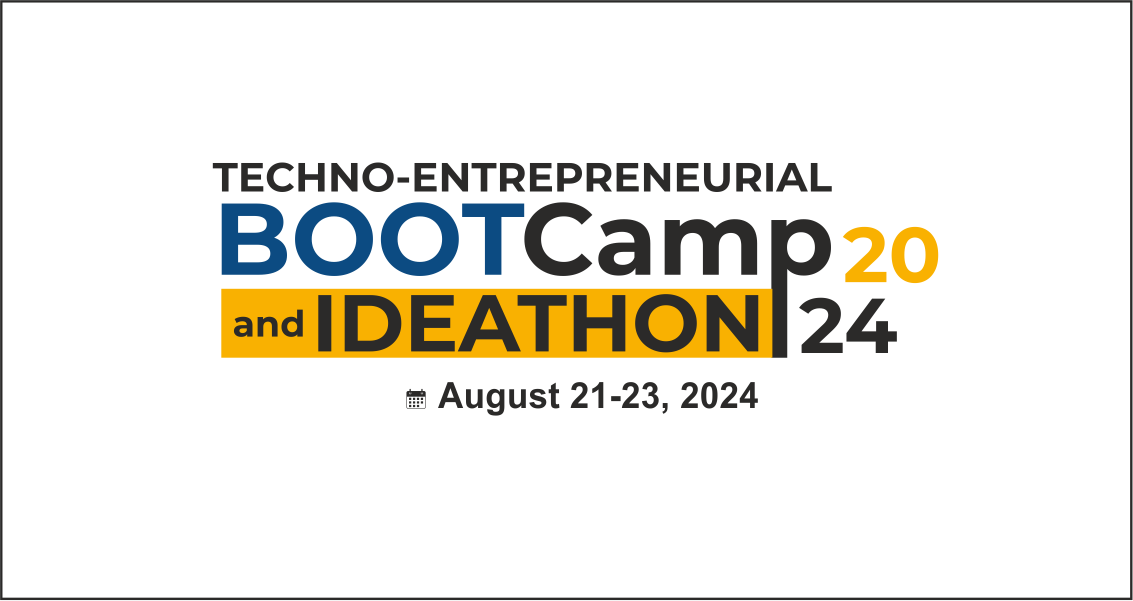 TECHNO-ENTREPRENEURIAL
BOOTCamp 20
and IDEATHON 24
August 21-23, 2024